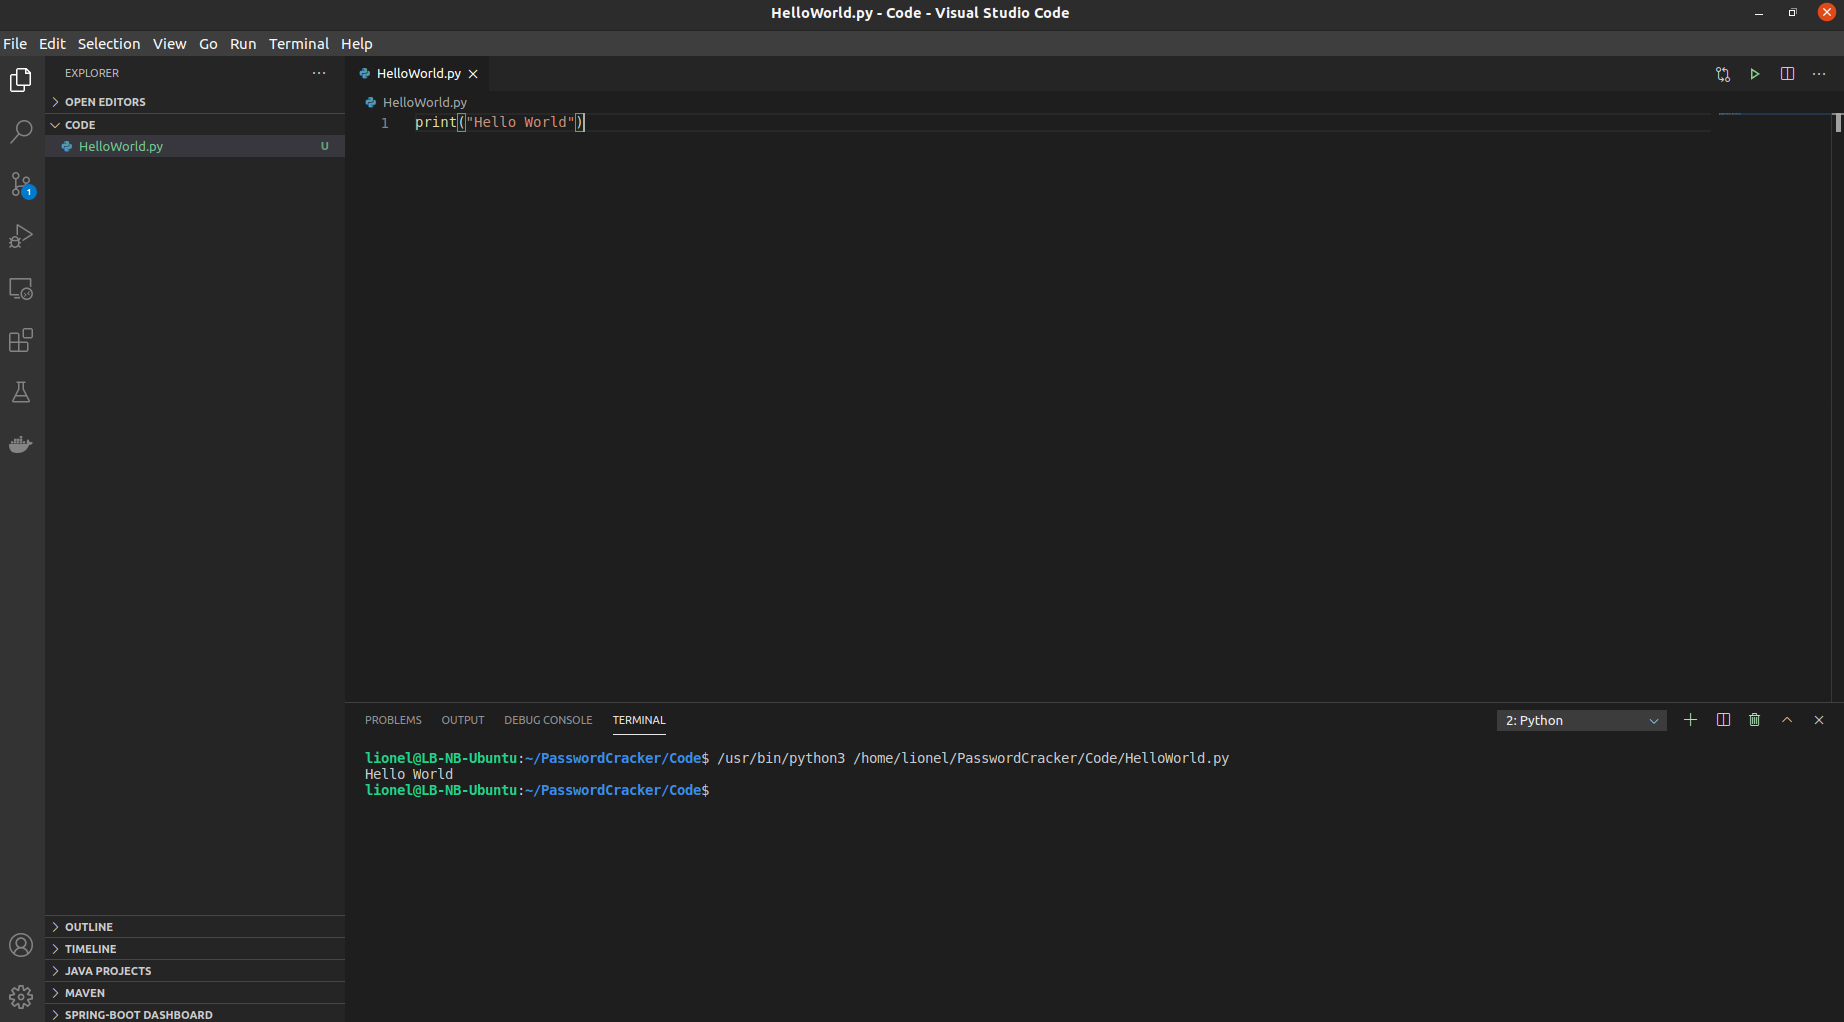 HelloWorld.py - Code - Visual Studio Code
File Edit Selection View Go Run Terminal Help
EXPLORER
OPEN EDITORS
CODE
HelloWorld.py U
1
HelloWorld.py
HelloWorld.py
1 print("Hello World")
PROBLEMS OUTPUT DEBUG CONSOLE TERMINAL
2: Python
lionel@LB-NB-Ubuntu:~/PasswordCracker/Code$ /usr/bin/python3 /home/lionel/PasswordCracker/Code/HelloWorld.py
Hello World
lionel@LB-NB-Ubuntu:~/PasswordCracker/Code$
OUTLINE
TIMELINE
JAVA PROJECTS
MAVEN
SPRING-BOOT DASHBOARD